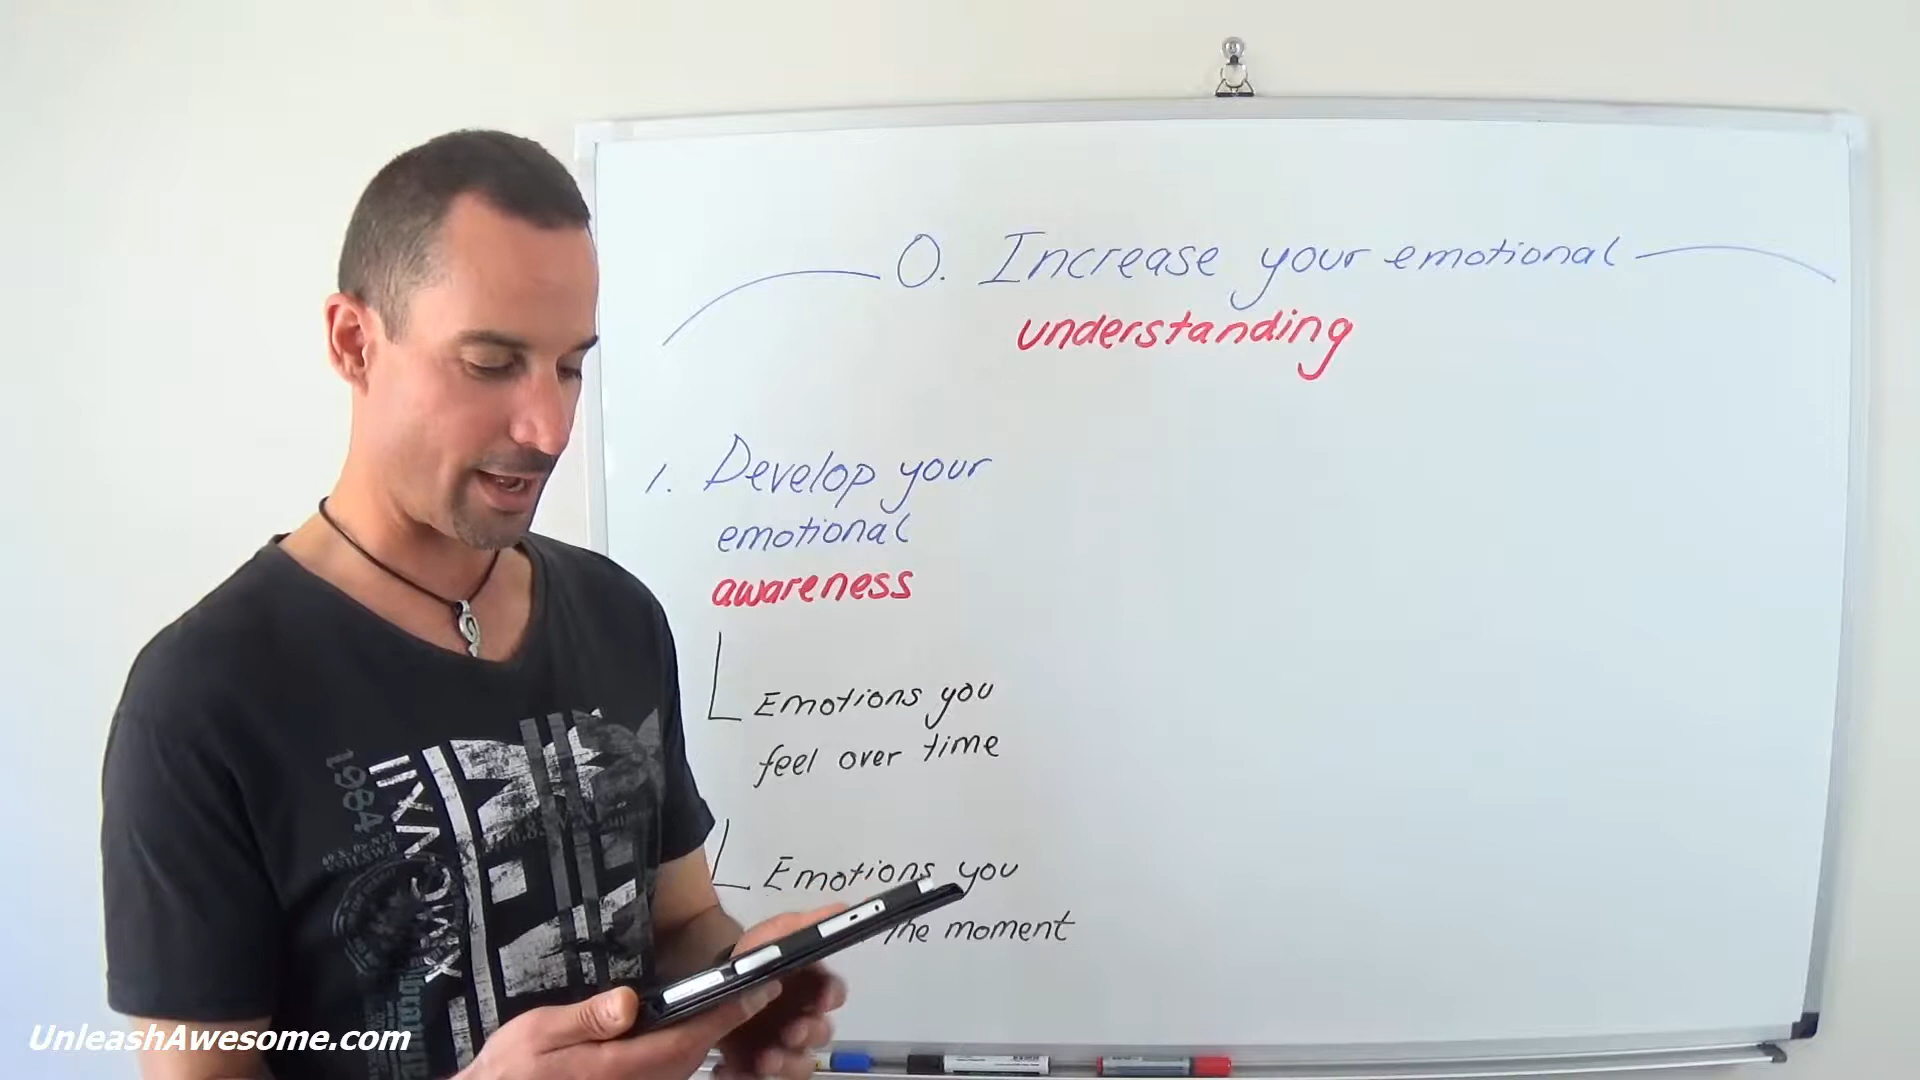 O. Increase your emotional
understanding
1. Develop your
emotional
awareness
Emotions you
feel over time
Emotions you
the moment
1984
UnleashAwesome.com